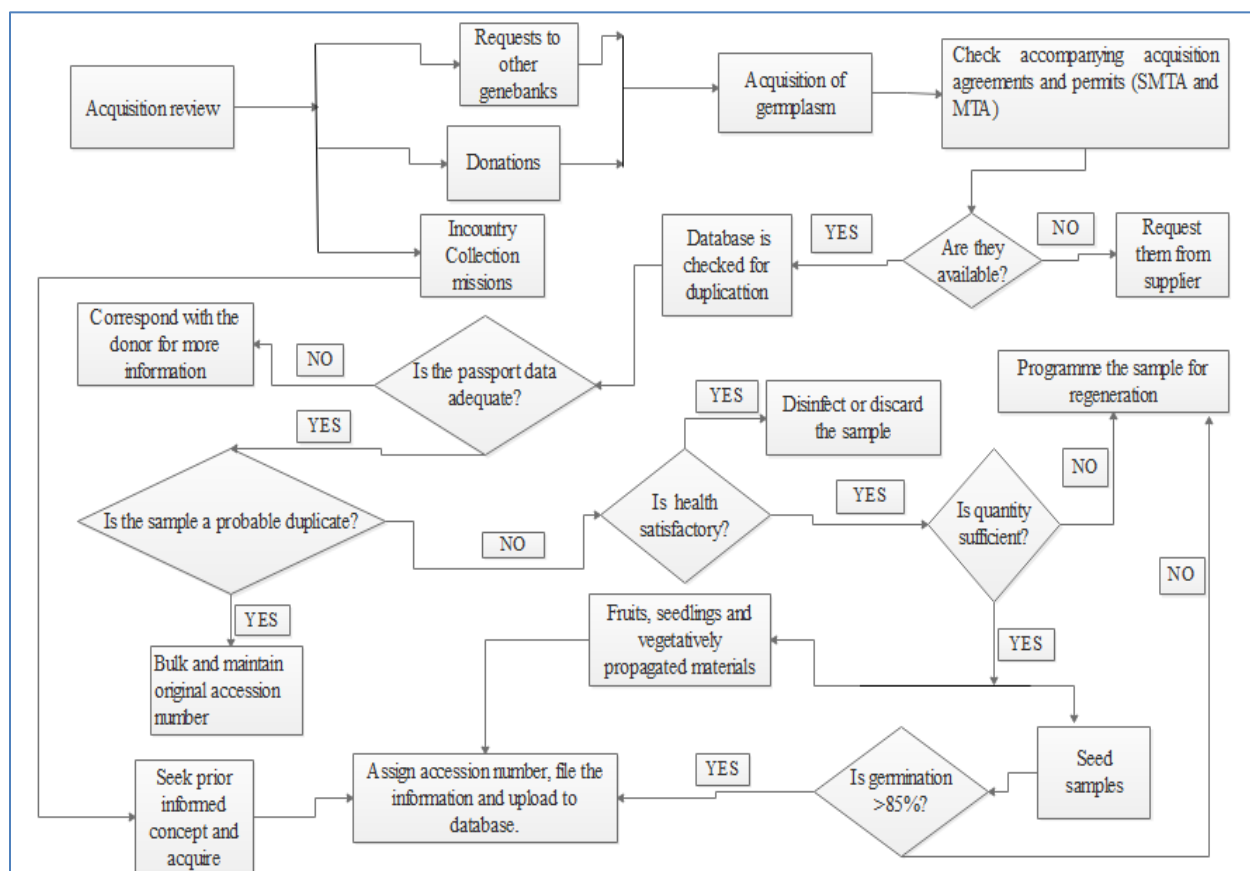 Requests to
other
genebanks
Acquisition review
Donations
Incountry
Collection
missions
Acquisition of
germplasm
Check accompanying acquisition
agreements and permits (SMTA and
MTA)
Are they
available?
NO
Request
them from
supplier
YES
Database is
checked for
duplicattion
Is the passport data
adequate?
NO
Correspond with the
donor for more
information
YES
Is the sample a probable duplicate?
YES
Bulk and maintain
original accession
number
NO
Is health
satisfactory?
YES
Disinfect or discard
the sample
YES
Is quantity
sufficient?
NO
Programme the sample for
regeneration
YES
Fruits, seedlings and
vegetatively
propagated materials
Seed
samples
Is germination
>85%?
NO
YES
Assign accession number, file the
information and upload to
database.
Seek prior
informed
concept and
acquire